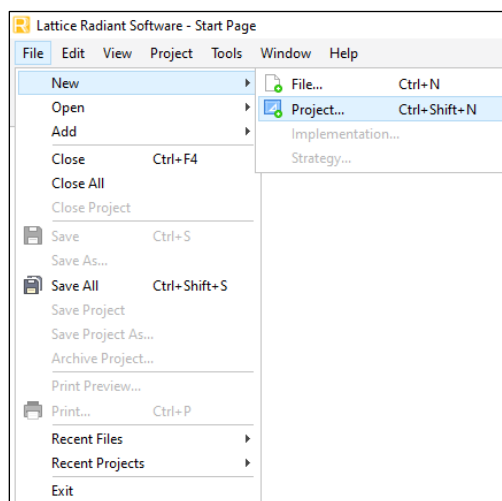 Lattice Radiant Software - Start Page
File Edit View Project Tools Window Help
New
Open
Add
Close Ctrl+F4
Close All
Close Project
Save Ctrl+S
Save As...
Save All Ctrl+Shift+S
Save Project
Save Project As...
Archive Project...
Print Preview...
Print... Ctrl+P
Recent Files
Recent Projects
Exit
File... Ctrl+N
Project... Ctrl+Shift+N
Implementation...
Strategy...